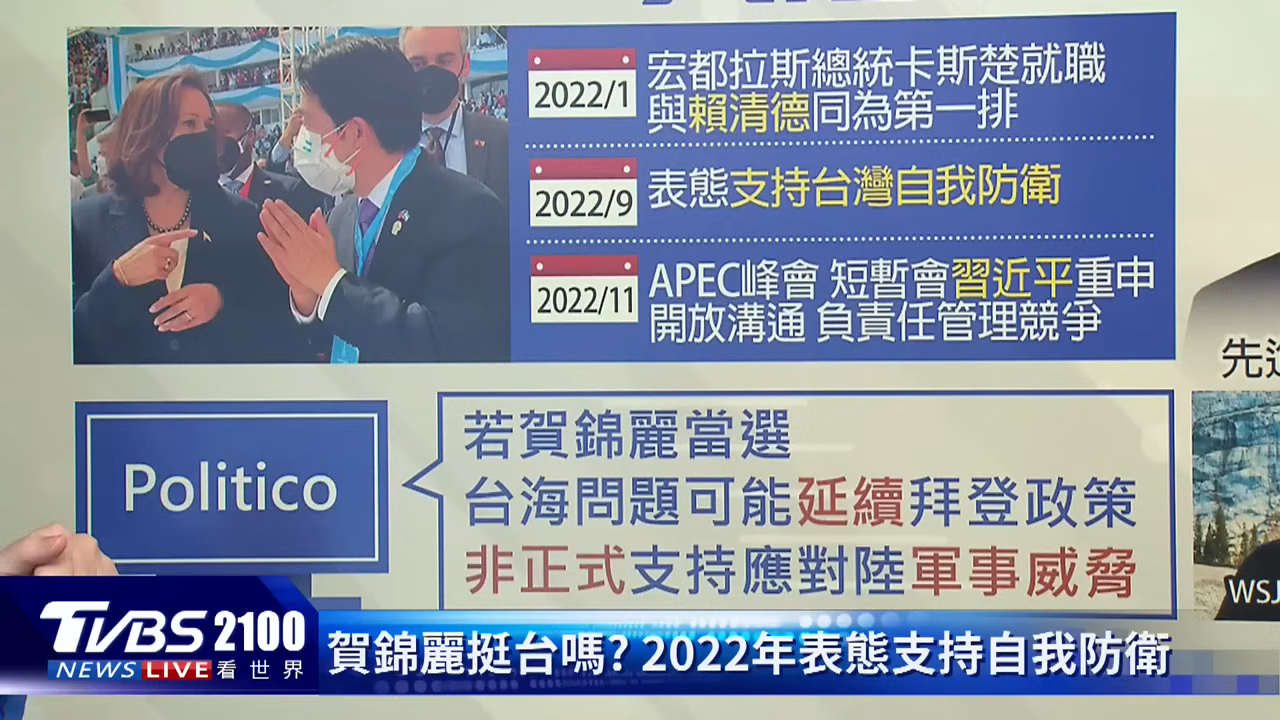 2022/1
宏都拉斯總統卡斯楚就職
與賴清德同為第一排
2022/9
表態支持台灣自我防衛
2022/11
APEC峰會 短暫會習近平重申
開放溝通 負責任管理競爭
先進
Politico
若賀錦麗當選
台海問題可能延續拜登政策
非正式支持應對陸軍事威脅
WSJ
TVBS 2100
NEWS LIVE 看世界
賀錦麗挺台嗎? 2022年表態支持自我防衛